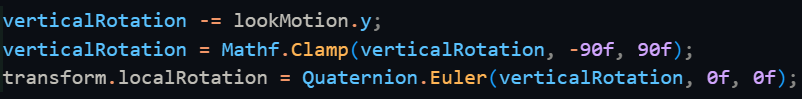 verticalRotation -= lookMotion.y;
verticalRotation = Mathf.Clamp(verticalRotation, -90f, 90f);
transform.localRotation = Quaternion.Euler(verticalRotation, 0f, 0f);